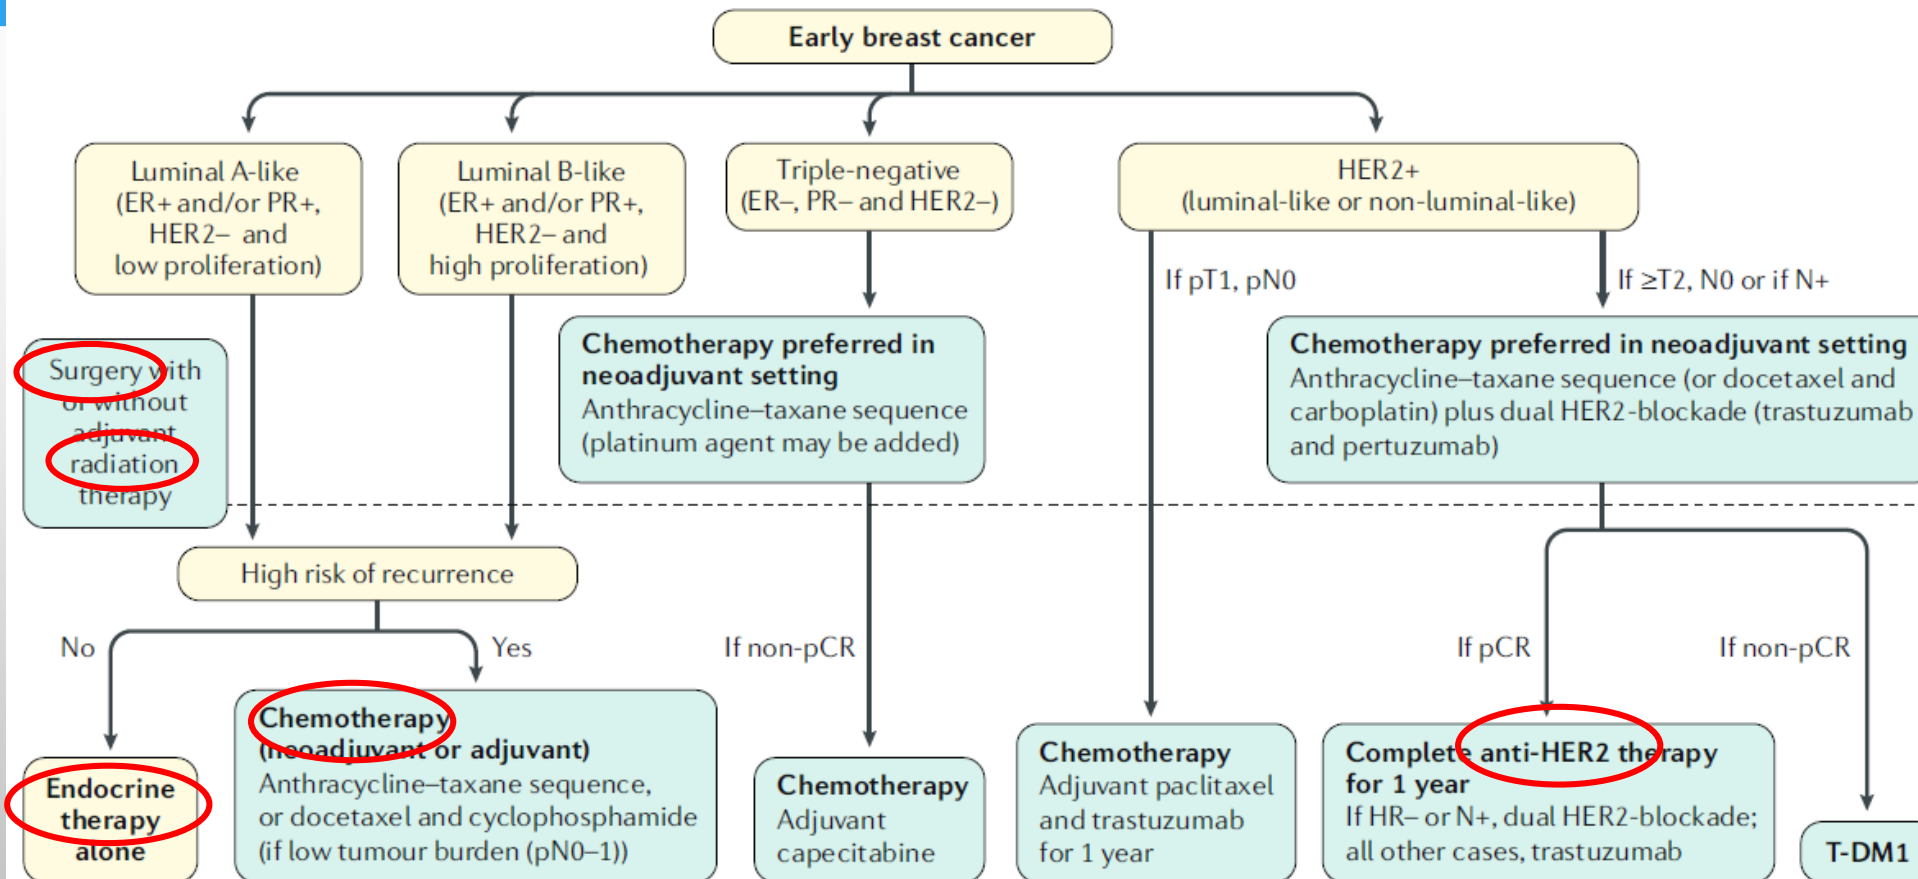 Early breast cancer
Luminal A-like
(ER+ and/or PR+,
HER2– and
low proliferation)
Luminal B-like
(ER+ and/or PR+,
HER2– and
high proliferation)
Triple-negative
(ER–, PR– and HER2–)
HER2+
(luminal-like or non-luminal-like)
If pT1, pN0
If ≥T2, N0 or if N+
Surgery with
or without
adjuvant
radiation
therapy
Chemotherapy preferred in
neoadjuvant setting
Anthracycline–taxane sequence
(platinum agent may be added)
Chemotherapy preferred in neoadjuvant setting
Anthracycline–taxane sequence (or docetaxel and
carboplatin) plus dual HER2-blockade (trastuzumab
and pertuzumab)
High risk of recurrence
No
Yes
If non-pCR
If pCR
If non-pCR
Endocrine
therapy
alone
Chemotherapy
(neoadjuvant or adjuvant)
Anthracycline–taxane sequence,
or docetaxel and cyclophosphamide
(if low tumour burden (pN0–1))
Chemotherapy
Adjuvant
capecitabine
Chemotherapy
Adjuvant paclitaxel
and trastuzumab
for 1 year
Complete anti-HER2 therapy
for 1 year
If HR– or N+, dual HER2-blockade;
all other cases, trastuzumab
T-DM1